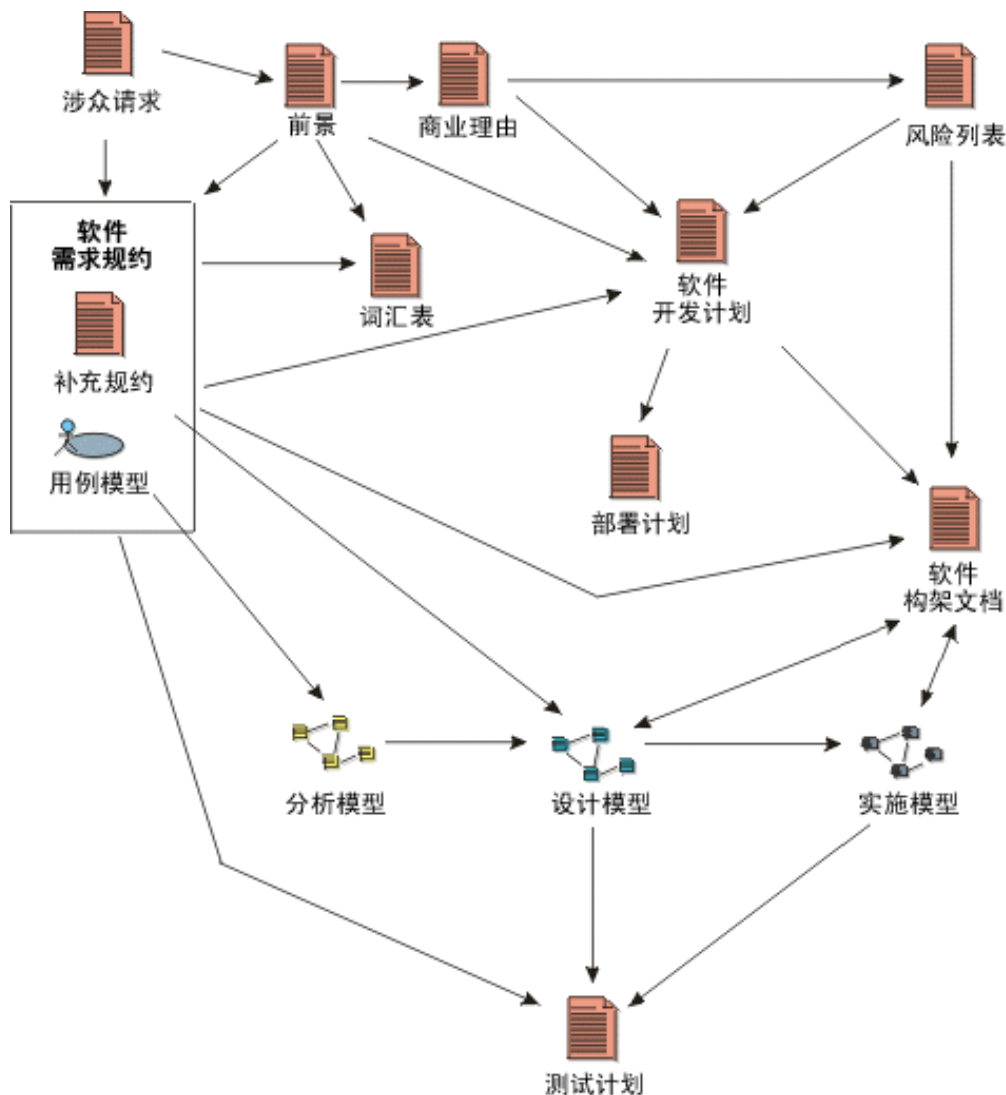 涉众请求
前景
商业理由
风险列表
软件
需求规约
补充规约
用例模型
词汇表
软件
开发计划
部署计划
软件
构架文档
分析模型
设计模型
实施模型
测试计划